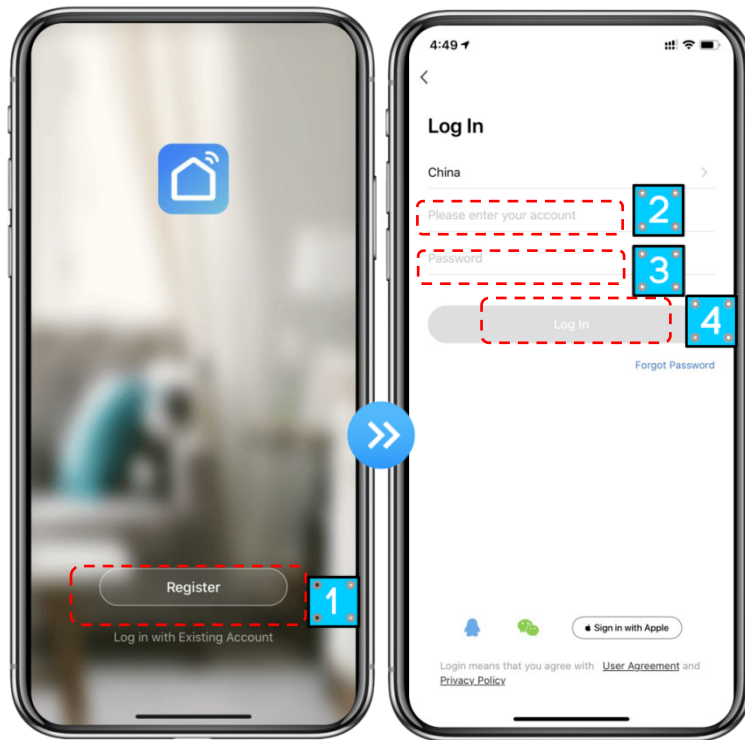 Register
1
Log in with Existing Account
4:49
Log In
China
Please enter your account
2
Password
3
Log In
4
Forgot Password
Sign in with Apple
Login means that you agree with User Agreement and
Privacy Policy